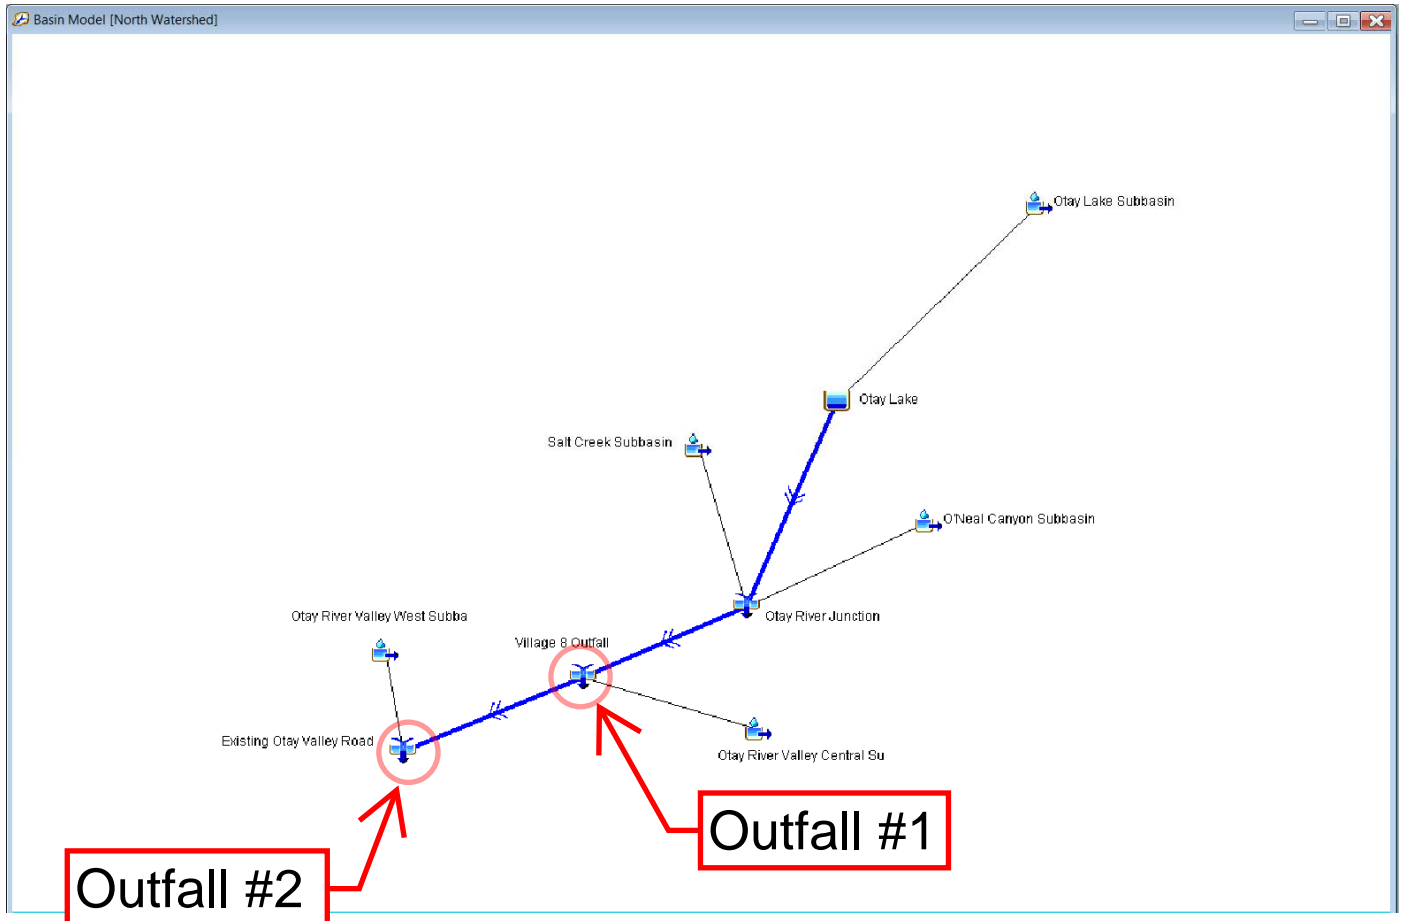 Basin Model [North Watershed]
Otay Lake Subbasin
Otay Lake
Salt Creek Subbasin
O'Neal Canyon Subbasin
Otay River Valley West Subba
Otay River Junction
Village 8 Outfall
Existing Otay Valley Road
Otay River Valley Central Su
Outfall #1
Outfall #2